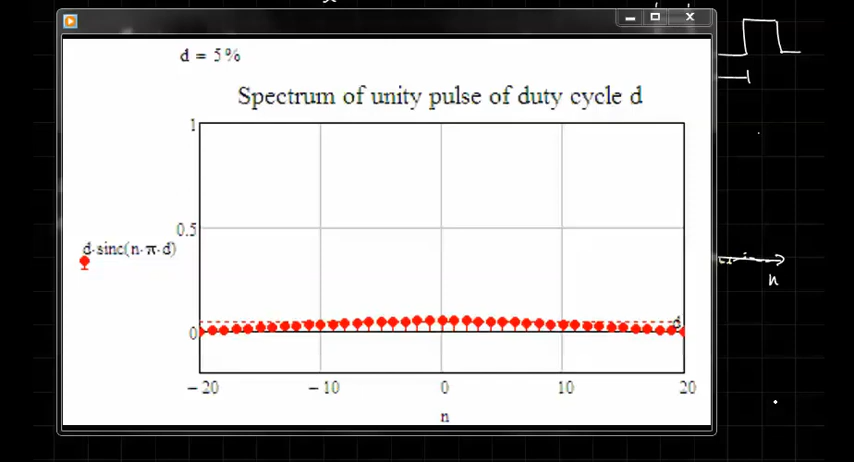 d = 5%
Spectrum of unity pulse of duty cycle d
1
0.5
d·sinc(n·π·d)
d
0
−20 −10 0 10 20
n
n